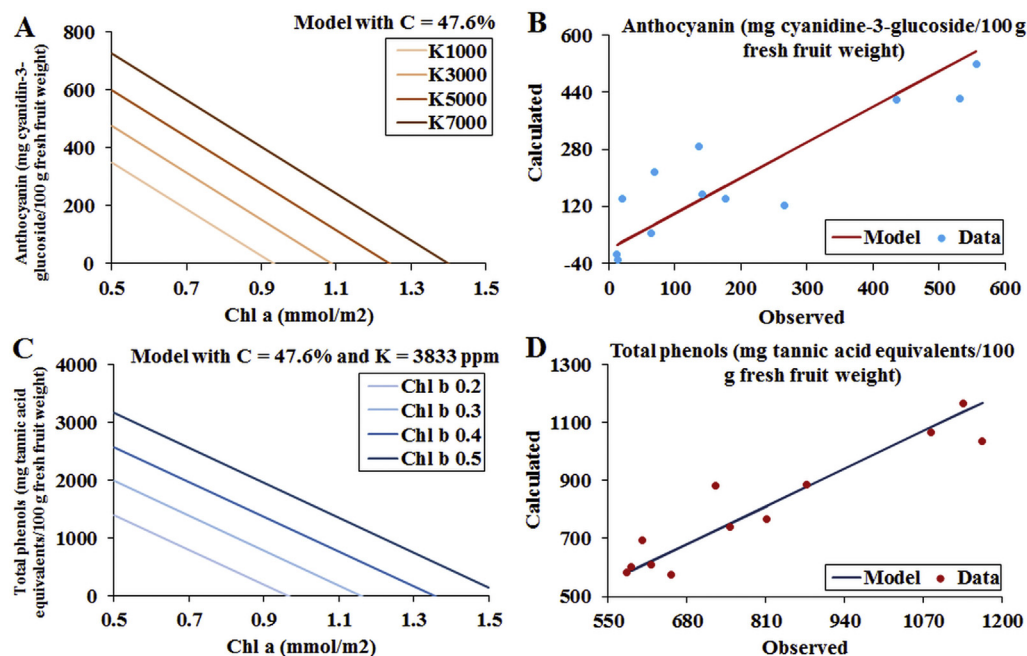 A
Model with C = 47.6%
800
600
400
200
0
Anthocyanin (mg cyanidin-3-
glucoside/100 g fresh fruit weight)
K1000
K3000
K5000
K7000
0.5 0.7 0.9 1.1 1.3 1.5
Chl a (mmol/m2)
B
Anthocyanin (mg cyanidine-3-glucoside/100 g
fresh fruit weight)
600
440
280
120
-40
Calculated
Model Data
0 100 200 300 400 500 600
Observed
C
Model with C = 47.6% and K = 3833 ppm
4000
3000
2000
1000
0
Total phenols (mg tannic acid
equivalents/100 g fresh fruit weight)
Chl b 0.2
Chl b 0.3
Chl b 0.4
Chl b 0.5
0.5 0.7 0.9 1.1 1.3 1.5
Chl a (mmol/m2)
D
Total phenols (mg tannic acid equivalents/100
g fresh fruit weight)
1300
1100
900
700
500
Calculated
Model Data
550 680 810 940 1070 1200
Observed